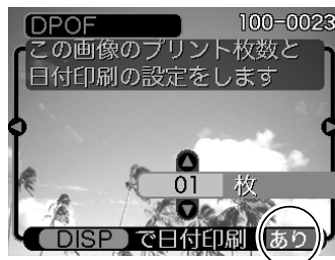 DPOF
100-0023
この画像のプリント枚数と
日付印刷の設定をします
01 枚
DISP で日付印刷 あり